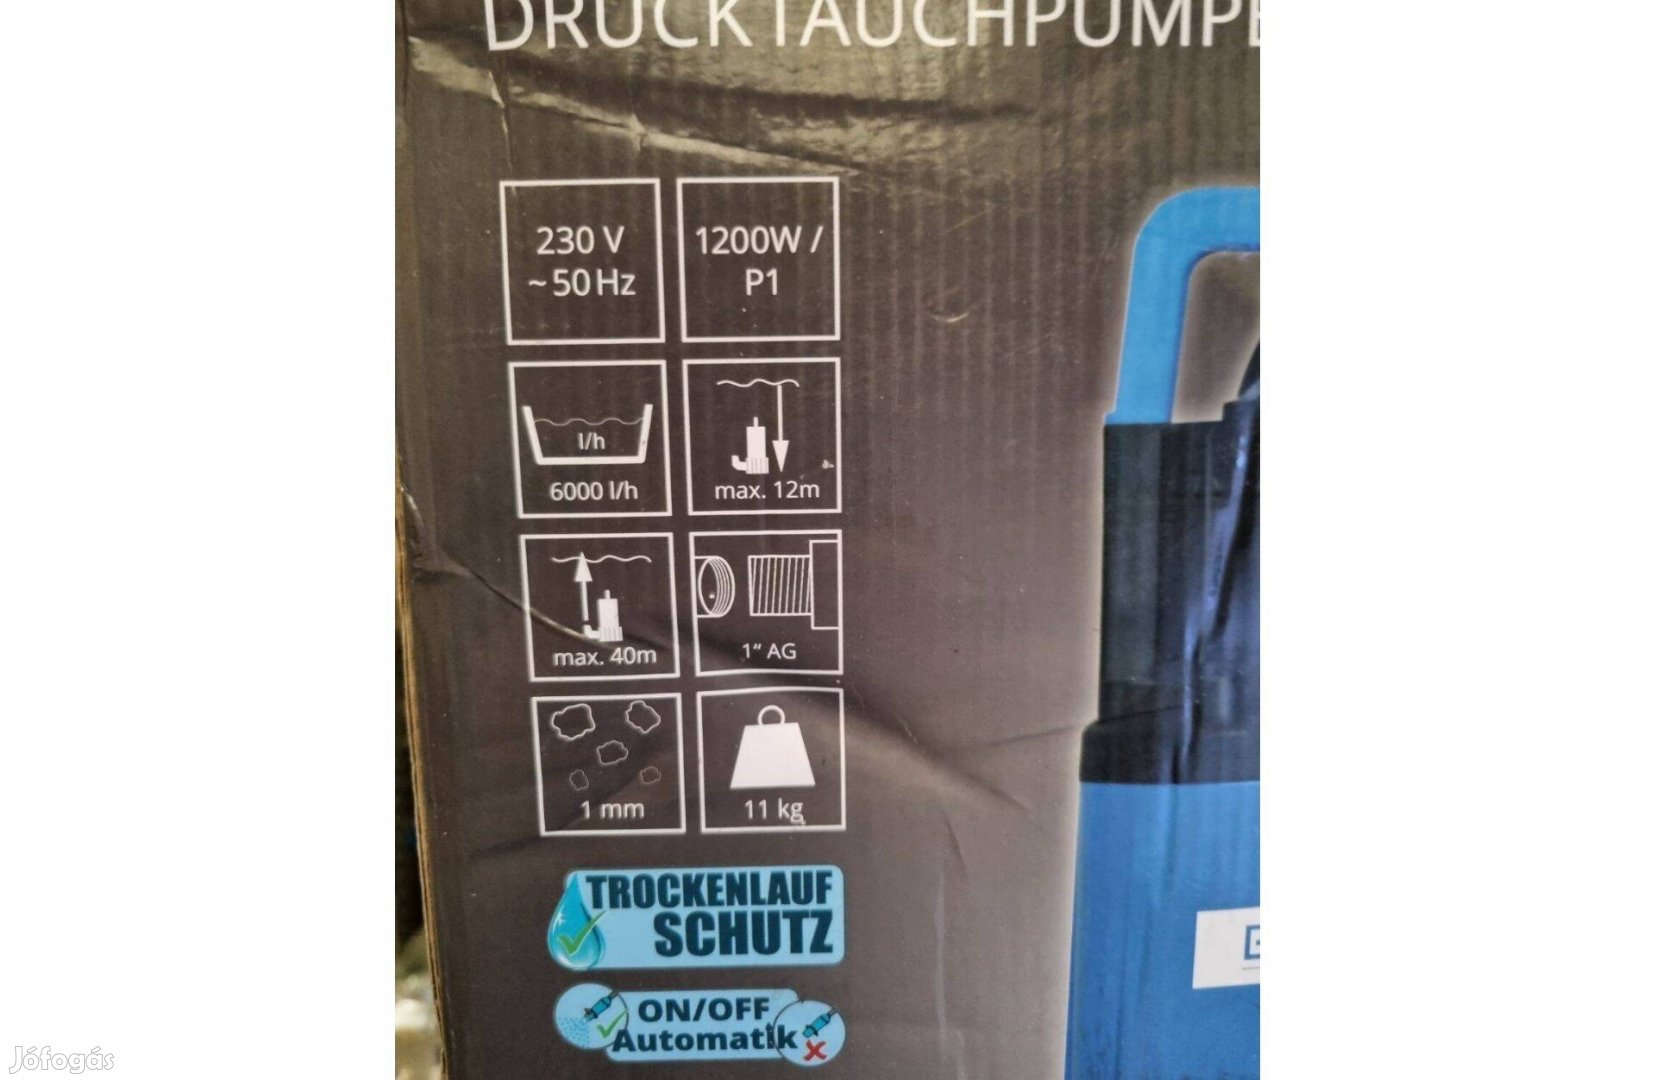 DRUCKTAUCHPUMPE
230 V
~ 50 Hz
1200W /
P1
l/h
6000 l/h
max. 12m
max. 40m
1“ AG
1 mm
11 kg
TROCKENLAUF
SCHUTZ
ON/OFF
Automatik
Jófogás